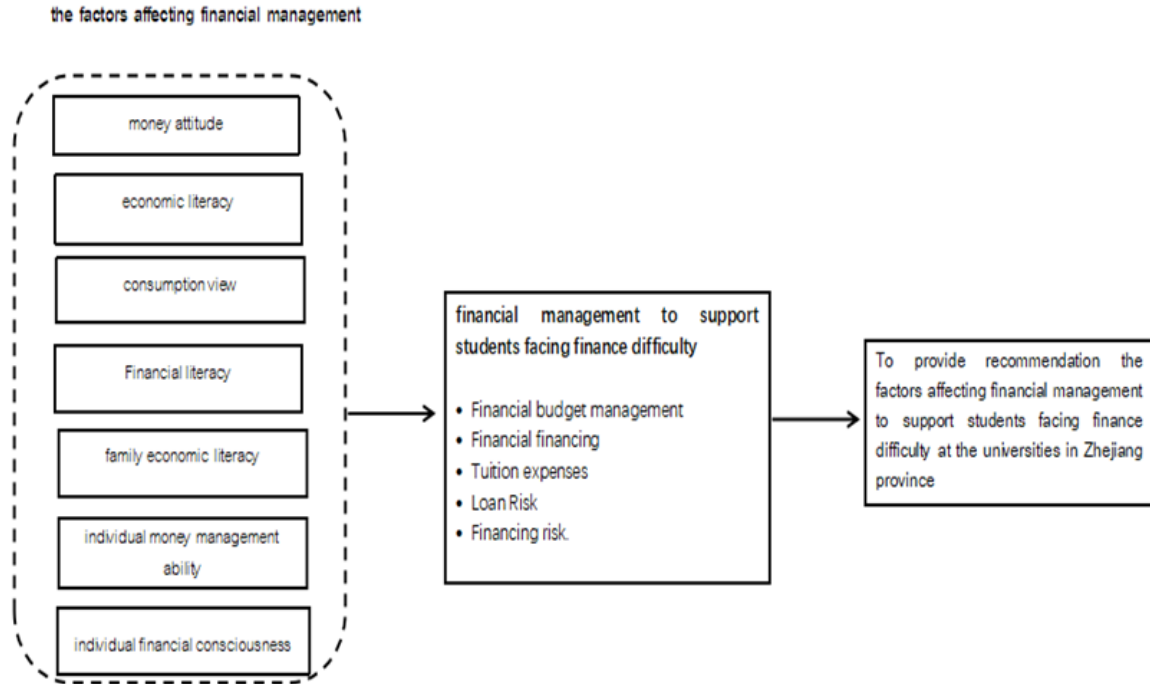 the factors affecting financial management
money attitude
economic literacy
consumption view
Financial literacy
family economic literacy
individual money management
ability
individual financial consciousness
financial management to support
students facing finance difficulty
• Financial budget management
• Financial financing
• Tuition expenses
• Loan Risk
• Financing risk.
To provide recommendation the
factors affecting financial management
to support students facing finance
difficulty at the universities in Zhejiang
province